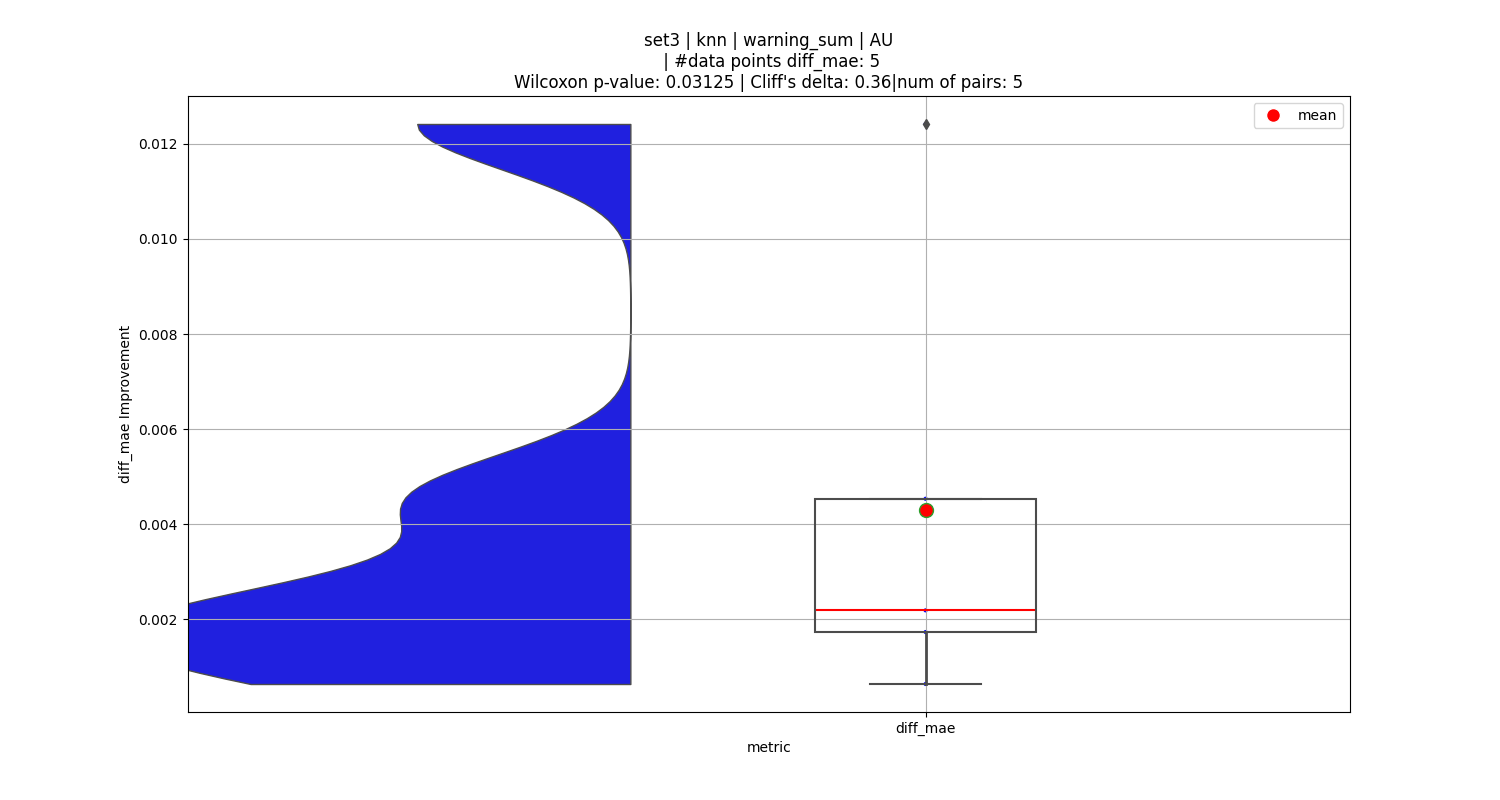 set3 | knn | warning_sum | AU
| #data points diff_mae: 5
Wilcoxon p-value: 0.03125 | Cliff's delta: 0.36|num of pairs: 5
mean
0.012
0.010
0.008
0.006
0.004
0.002
diff_mae Improvement
diff_mae
metric